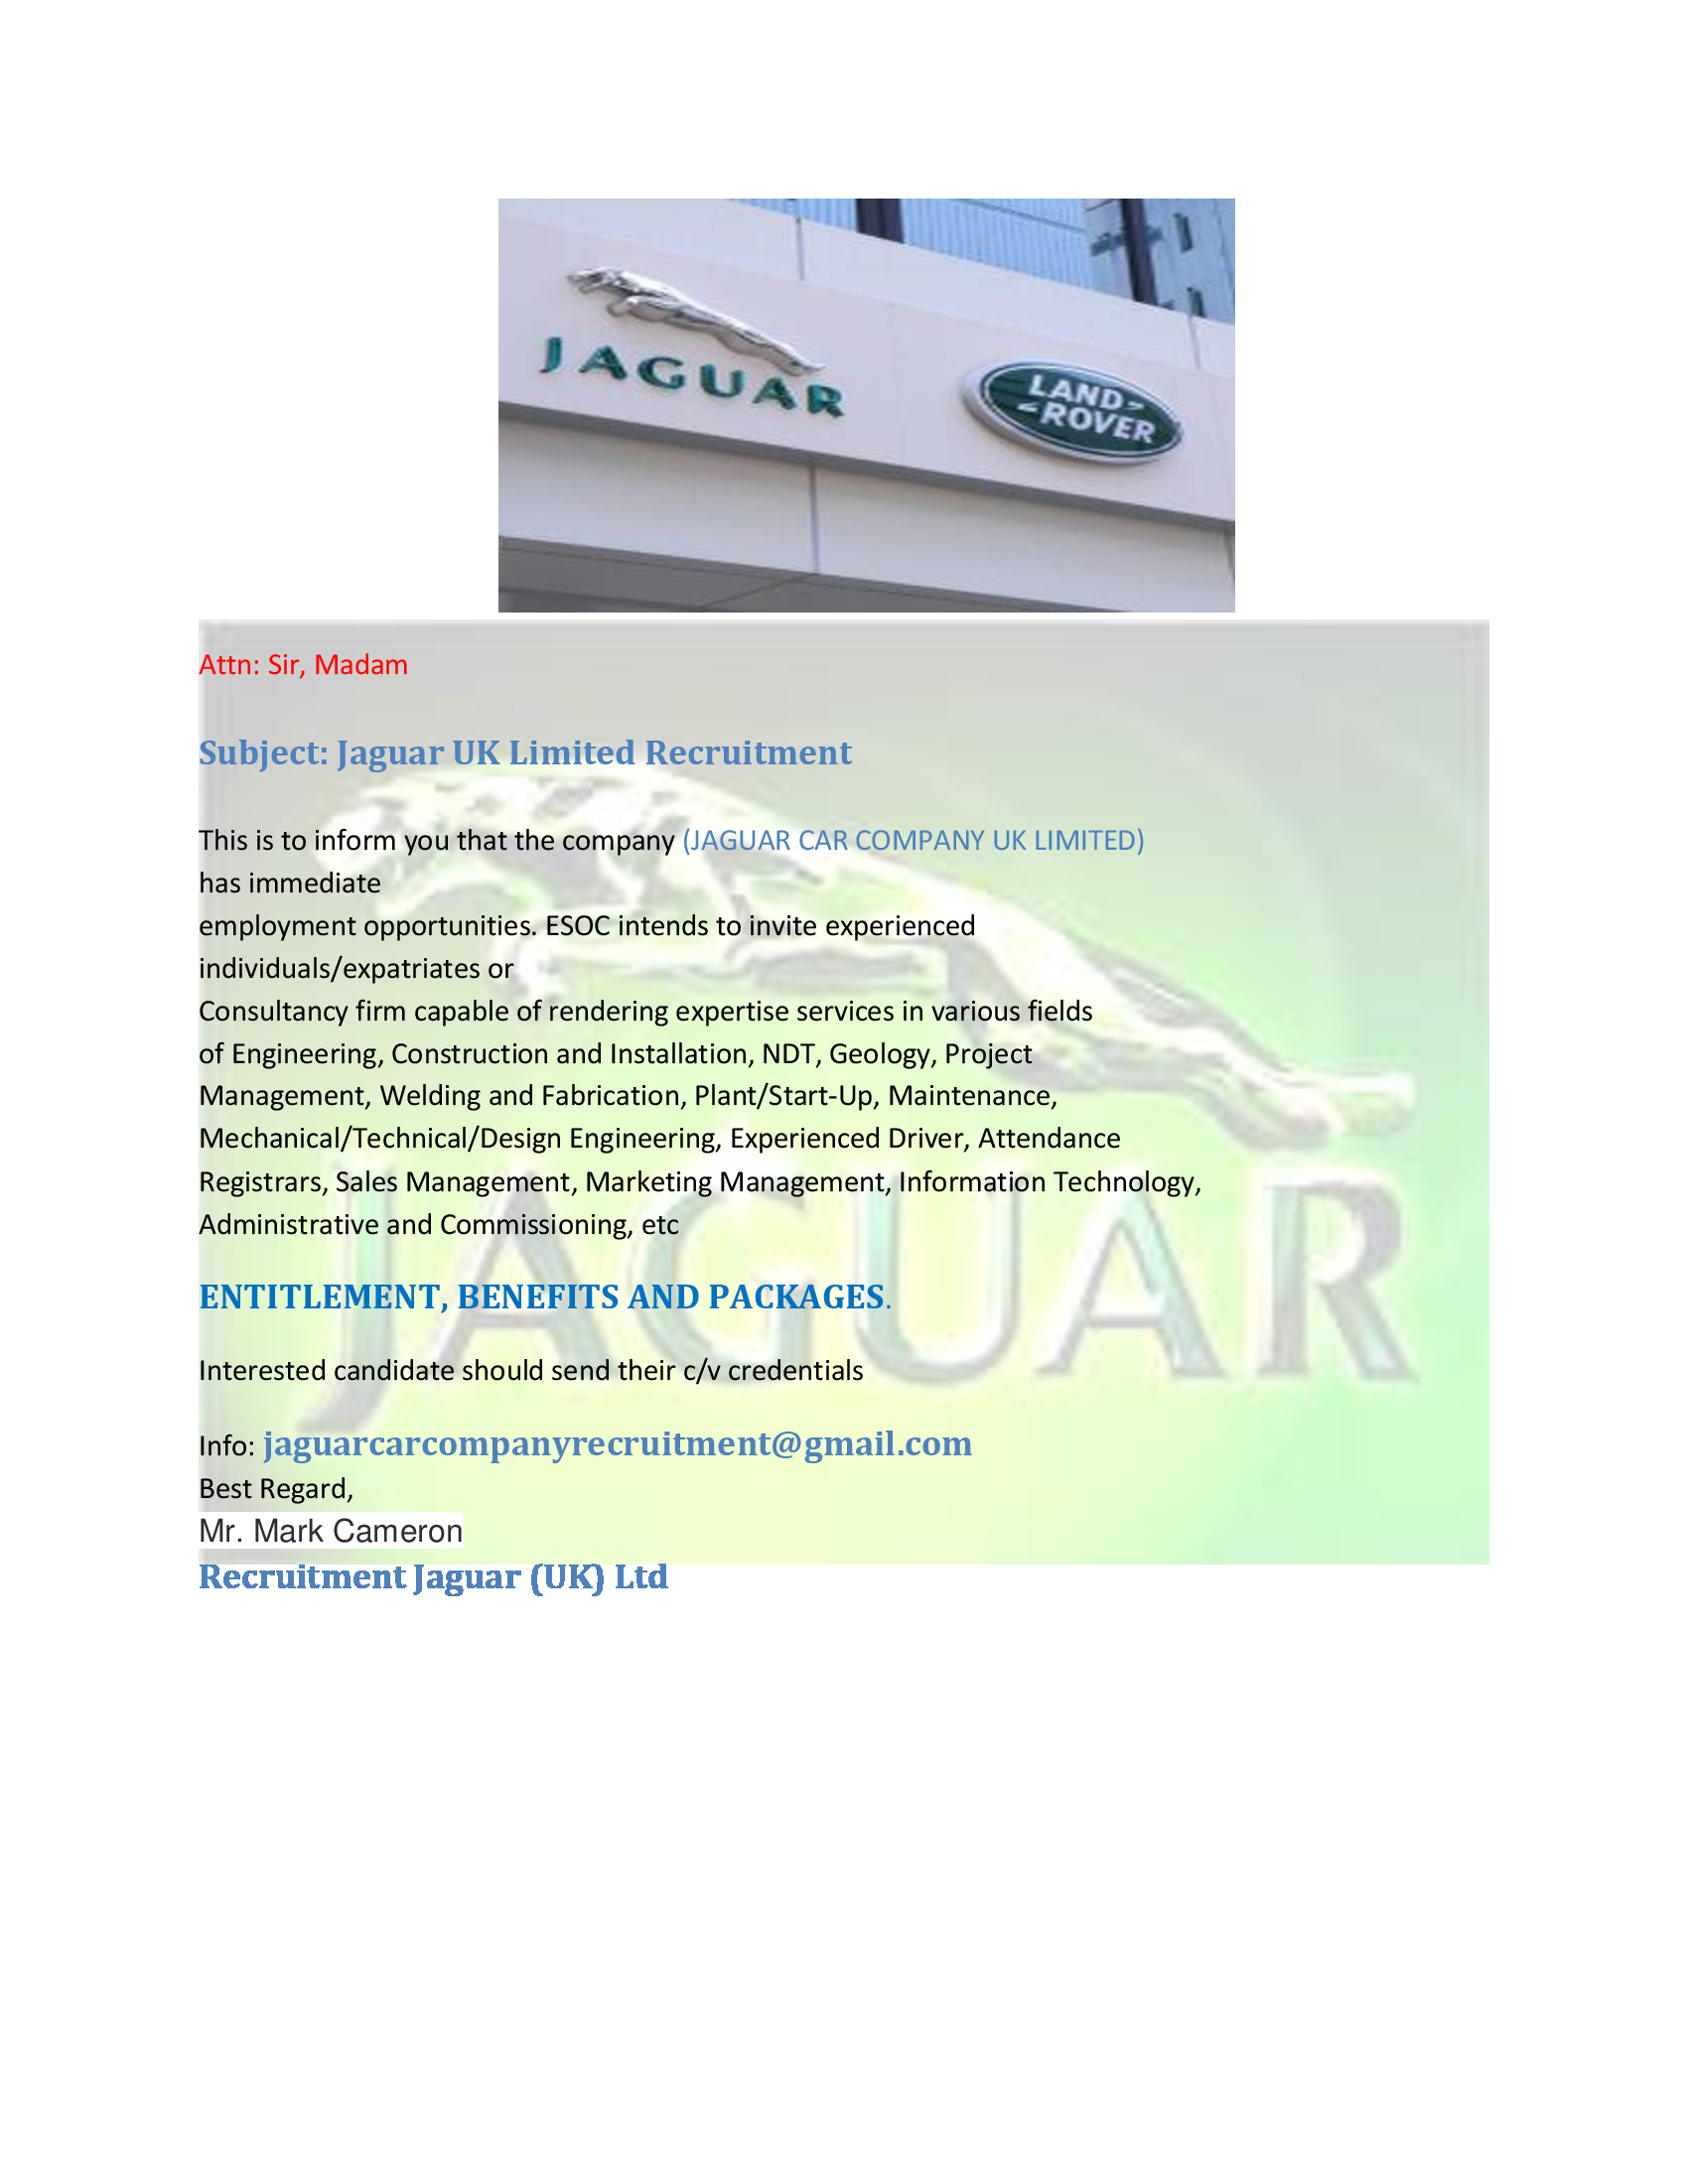 JAGUAR
LAND
ROVER
Attn: Sir, Madam
Subject: Jaguar UK Limited Recruitment
This is to inform you that the company (JAGUAR CAR COMPANY UK LIMITED)
has immediate
employment opportunities. ESOC intends to invite experienced
individuals/expatriates or
Consultancy firm capable of rendering expertise services in various fields
of Engineering, Construction and Installation, NDT, Geology, Project
Management, Welding and Fabrication, Plant/Start-Up, Maintenance,
Mechanical/Technical/Design Engineering, Experienced Driver, Attendance
Registrars, Sales Management, Marketing Management, Information Technology,
Administrative and Commissioning, etc
JAGUAR
ENTITLEMENT, BENEFITS AND PACKAGES.
Interested candidate should send their c/v credentials
Info: jaguarcarcompanyrecruitment@gmail.com
Best Regard,
Mr. Mark Cameron
Recruitment Jaguar (UK) Ltd